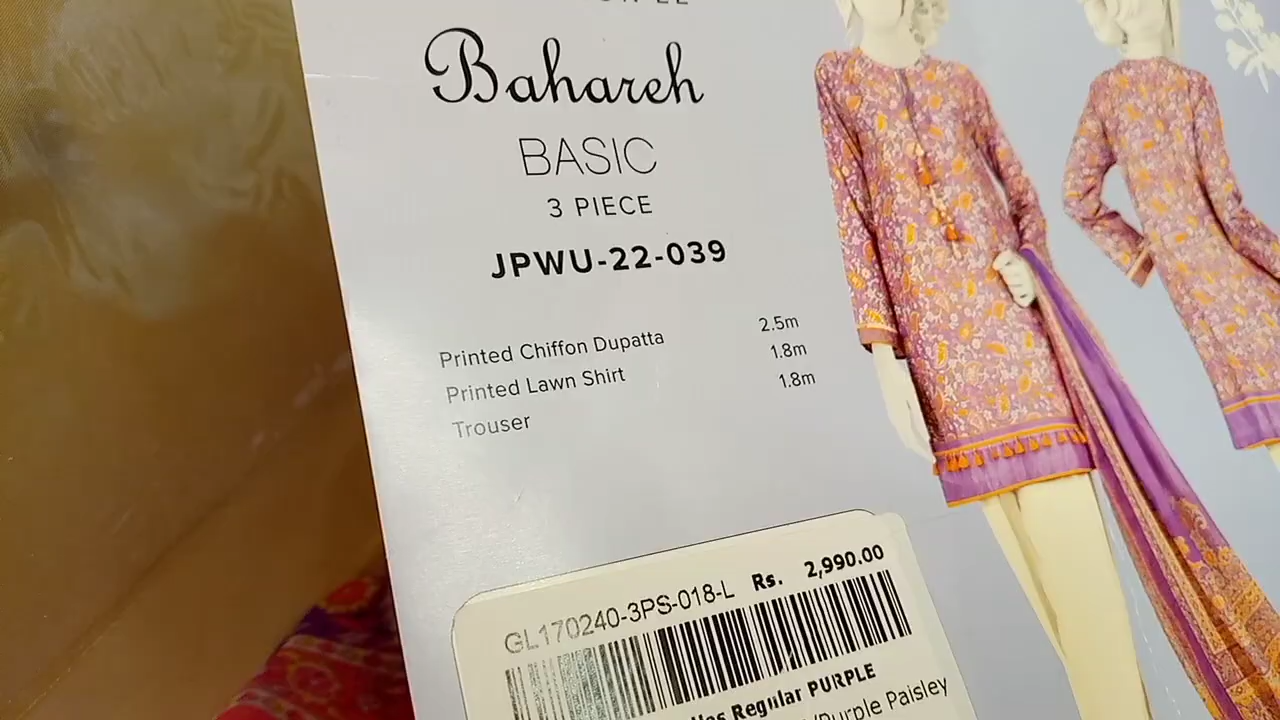 Bahareh
BASIC
3 PIECE
JPWU-22-039
Printed Chiffon Dupatta 2.5m
Printed Lawn Shirt 1.8m
Trouser 1.8m
GL170240-3PS-018-L Rs. 2,990.00
Regular PURPLE
/Purple Paisley